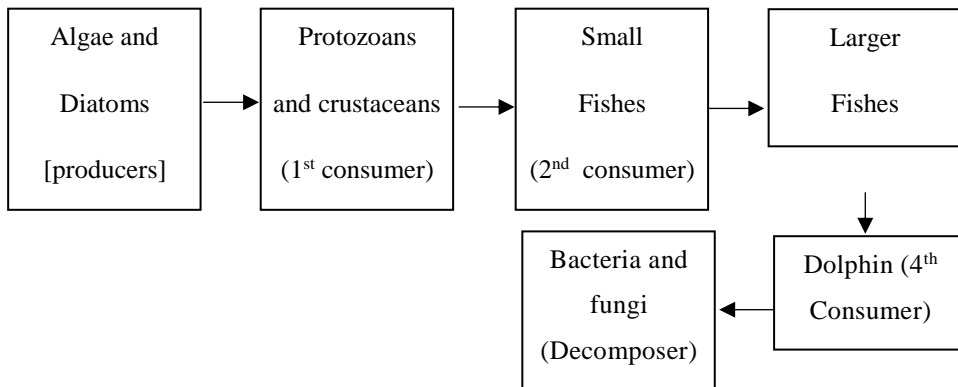 Algae and
Diatoms
[producers]
Protozoans
and crustaceans
(1st consumer)
Small
Fishes
(2nd consumer)
Larger
Fishes
Dolphin (4th
Consumer)
Bacteria and
fungi
(Decomposer)